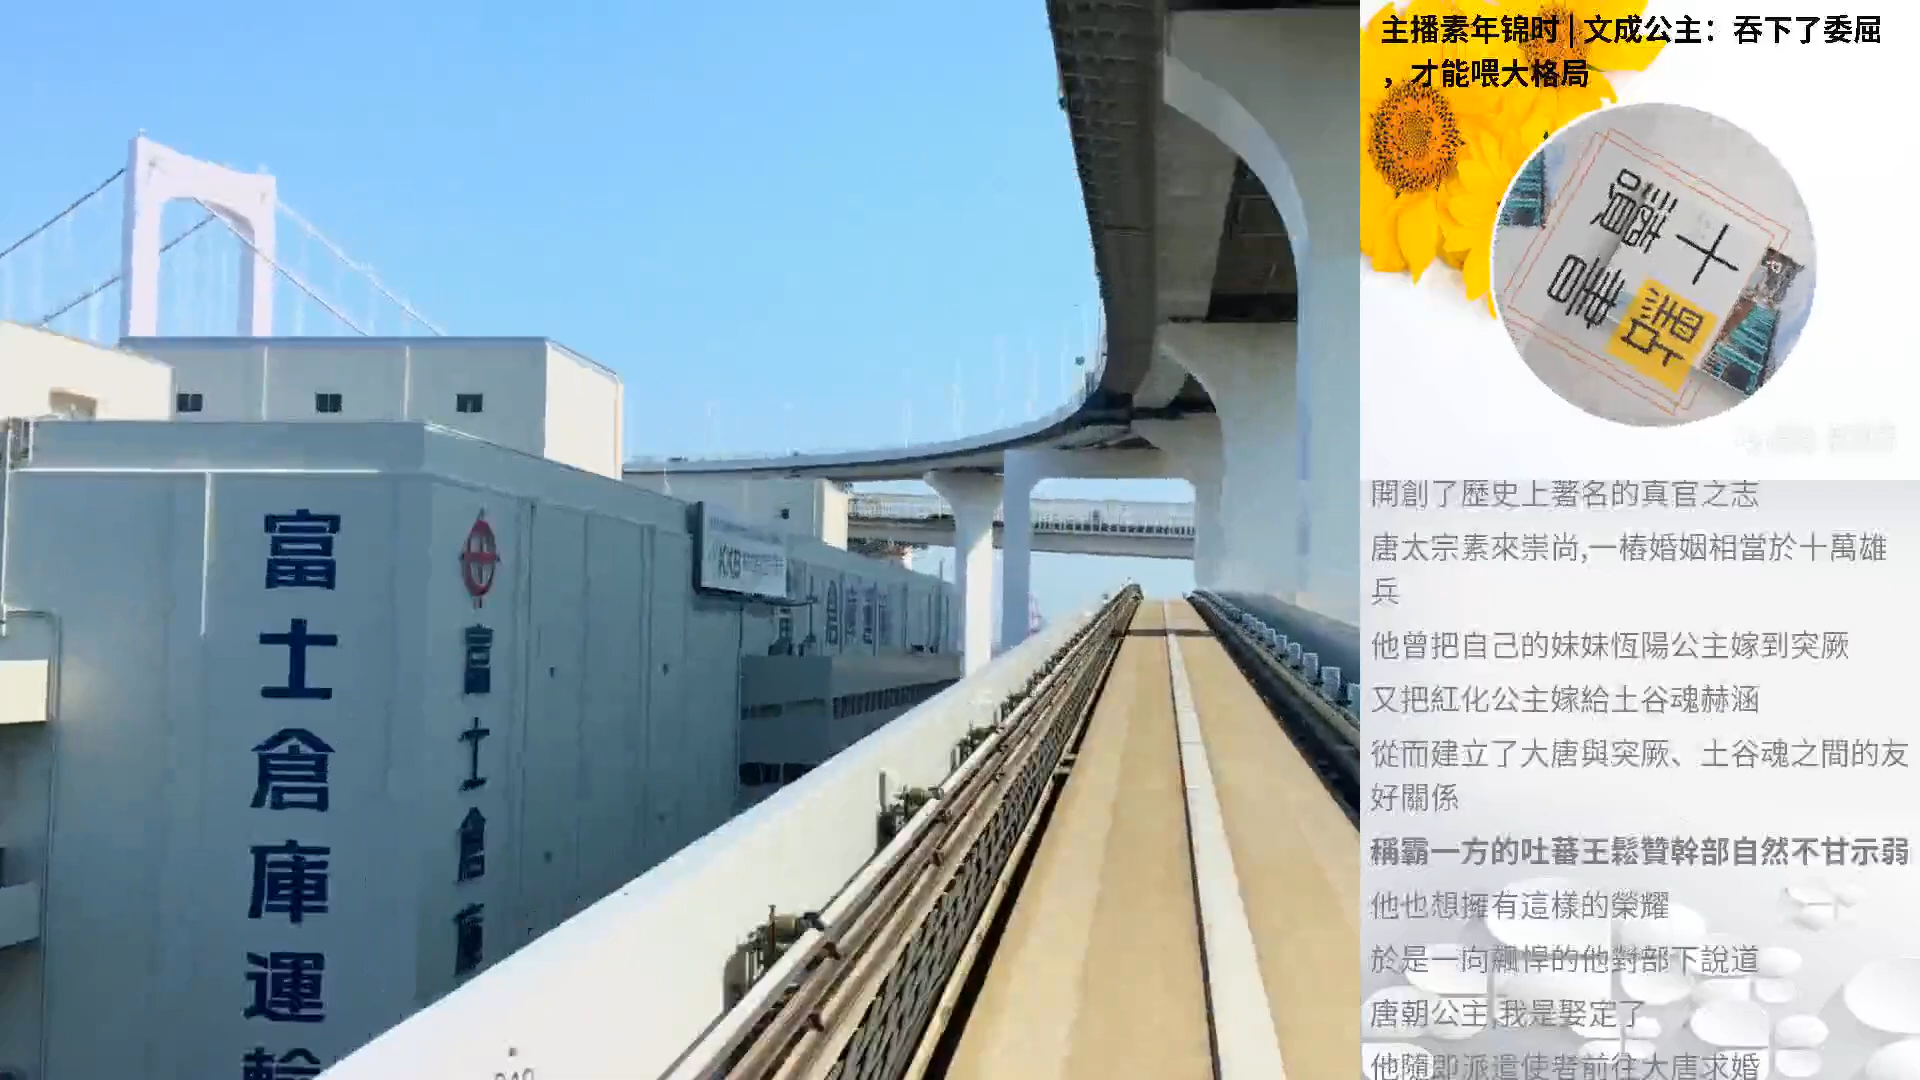 主播素年锦时 | 文成公主：吞下了委屈
，才能喂大格局
十
點
讀書
開創了歷史上著名的真官之志
唐太宗素來崇尚,一樁婚姻相當於十萬雄
兵
他曾把自己的妹妹恆陽公主嫁到突厥
又把紅化公主嫁給土谷魂赫涵
從而建立了大唐與突厥、土谷魂之間的友
好關係
稱霸一方的吐蕃王鬆贊幹部自然不甘示弱
他也想擁有這樣的榮耀
於是一向飆悍的他對部下說道
唐朝公主,我是娶定了
他隨即派遣使者前往大唐求婚
富士倉庫運輸
富士倉庫
KKB